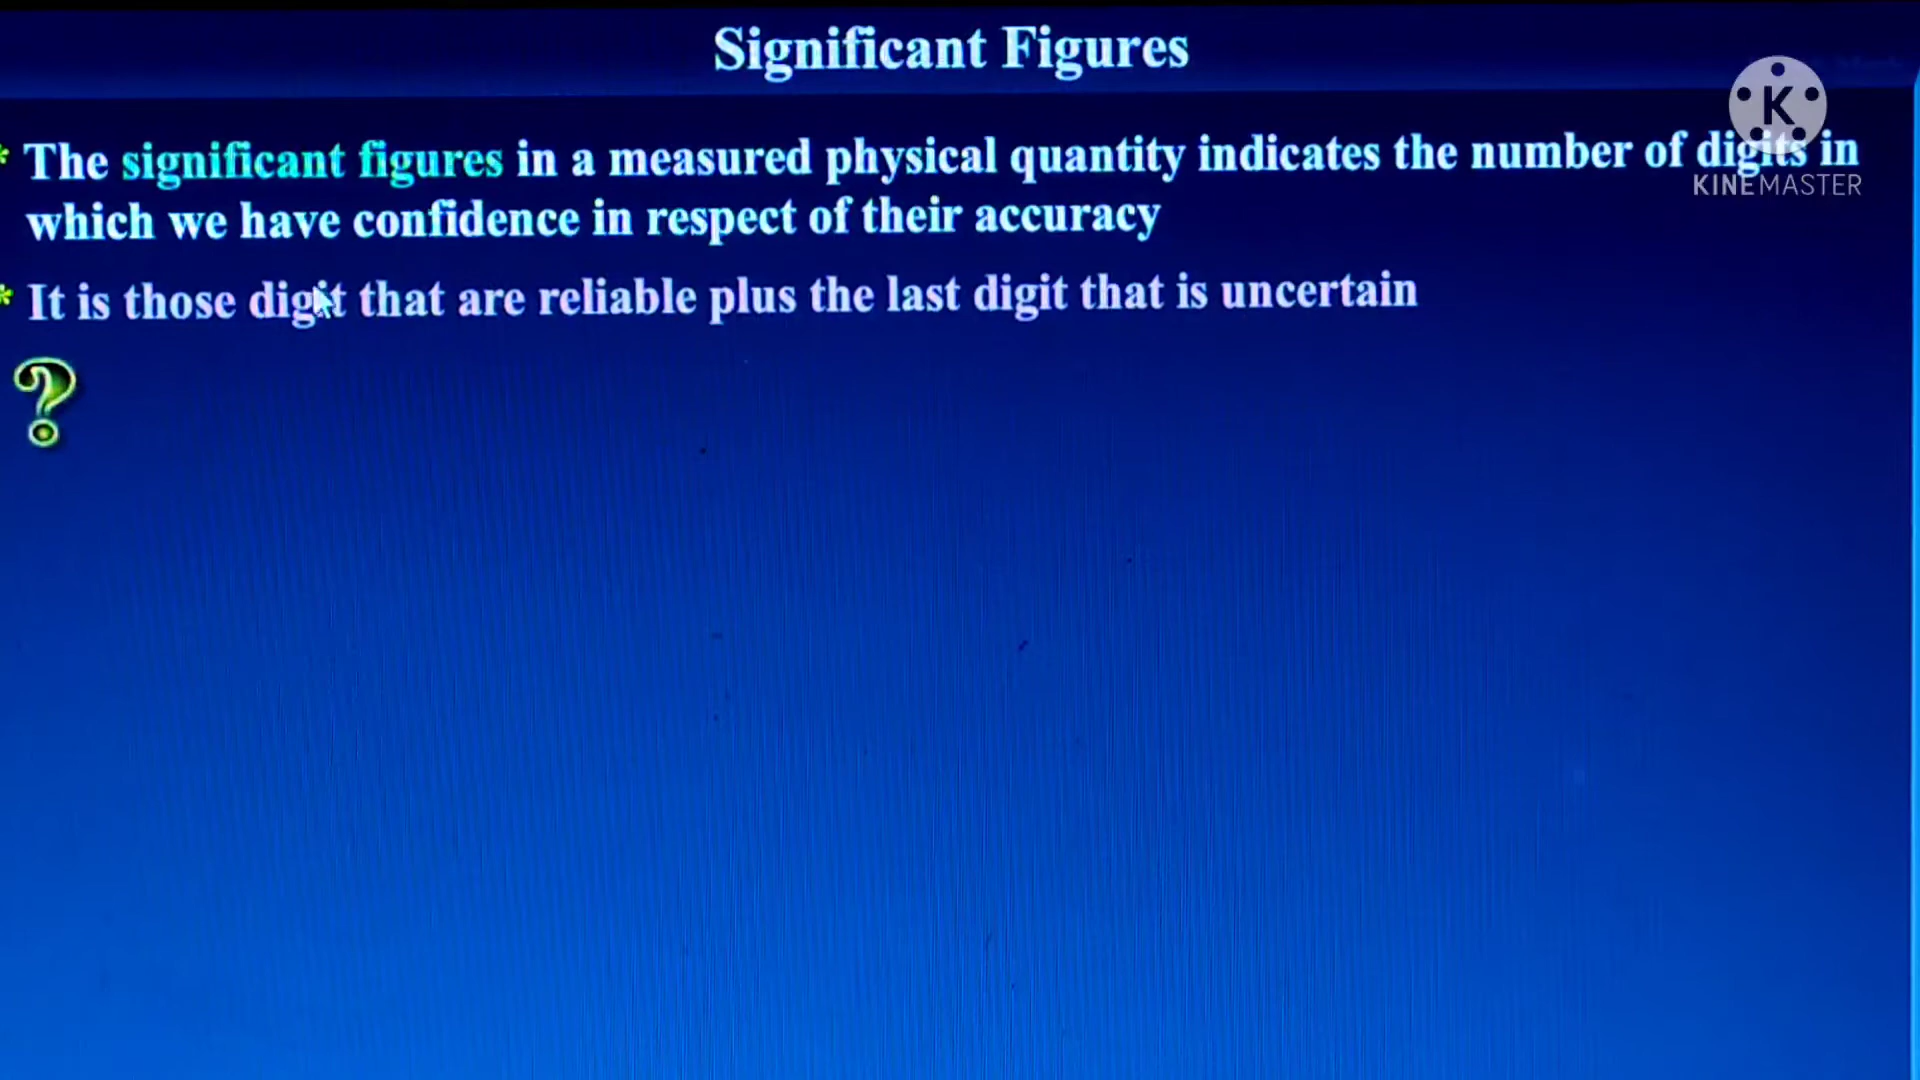 Significant Figures
* The significant figures in a measured physical quantity indicates the number of digits in
which we have confidence in respect of their accuracy
* It is those digit that are reliable plus the last digit that is uncertain
?
K
KINEMASTER